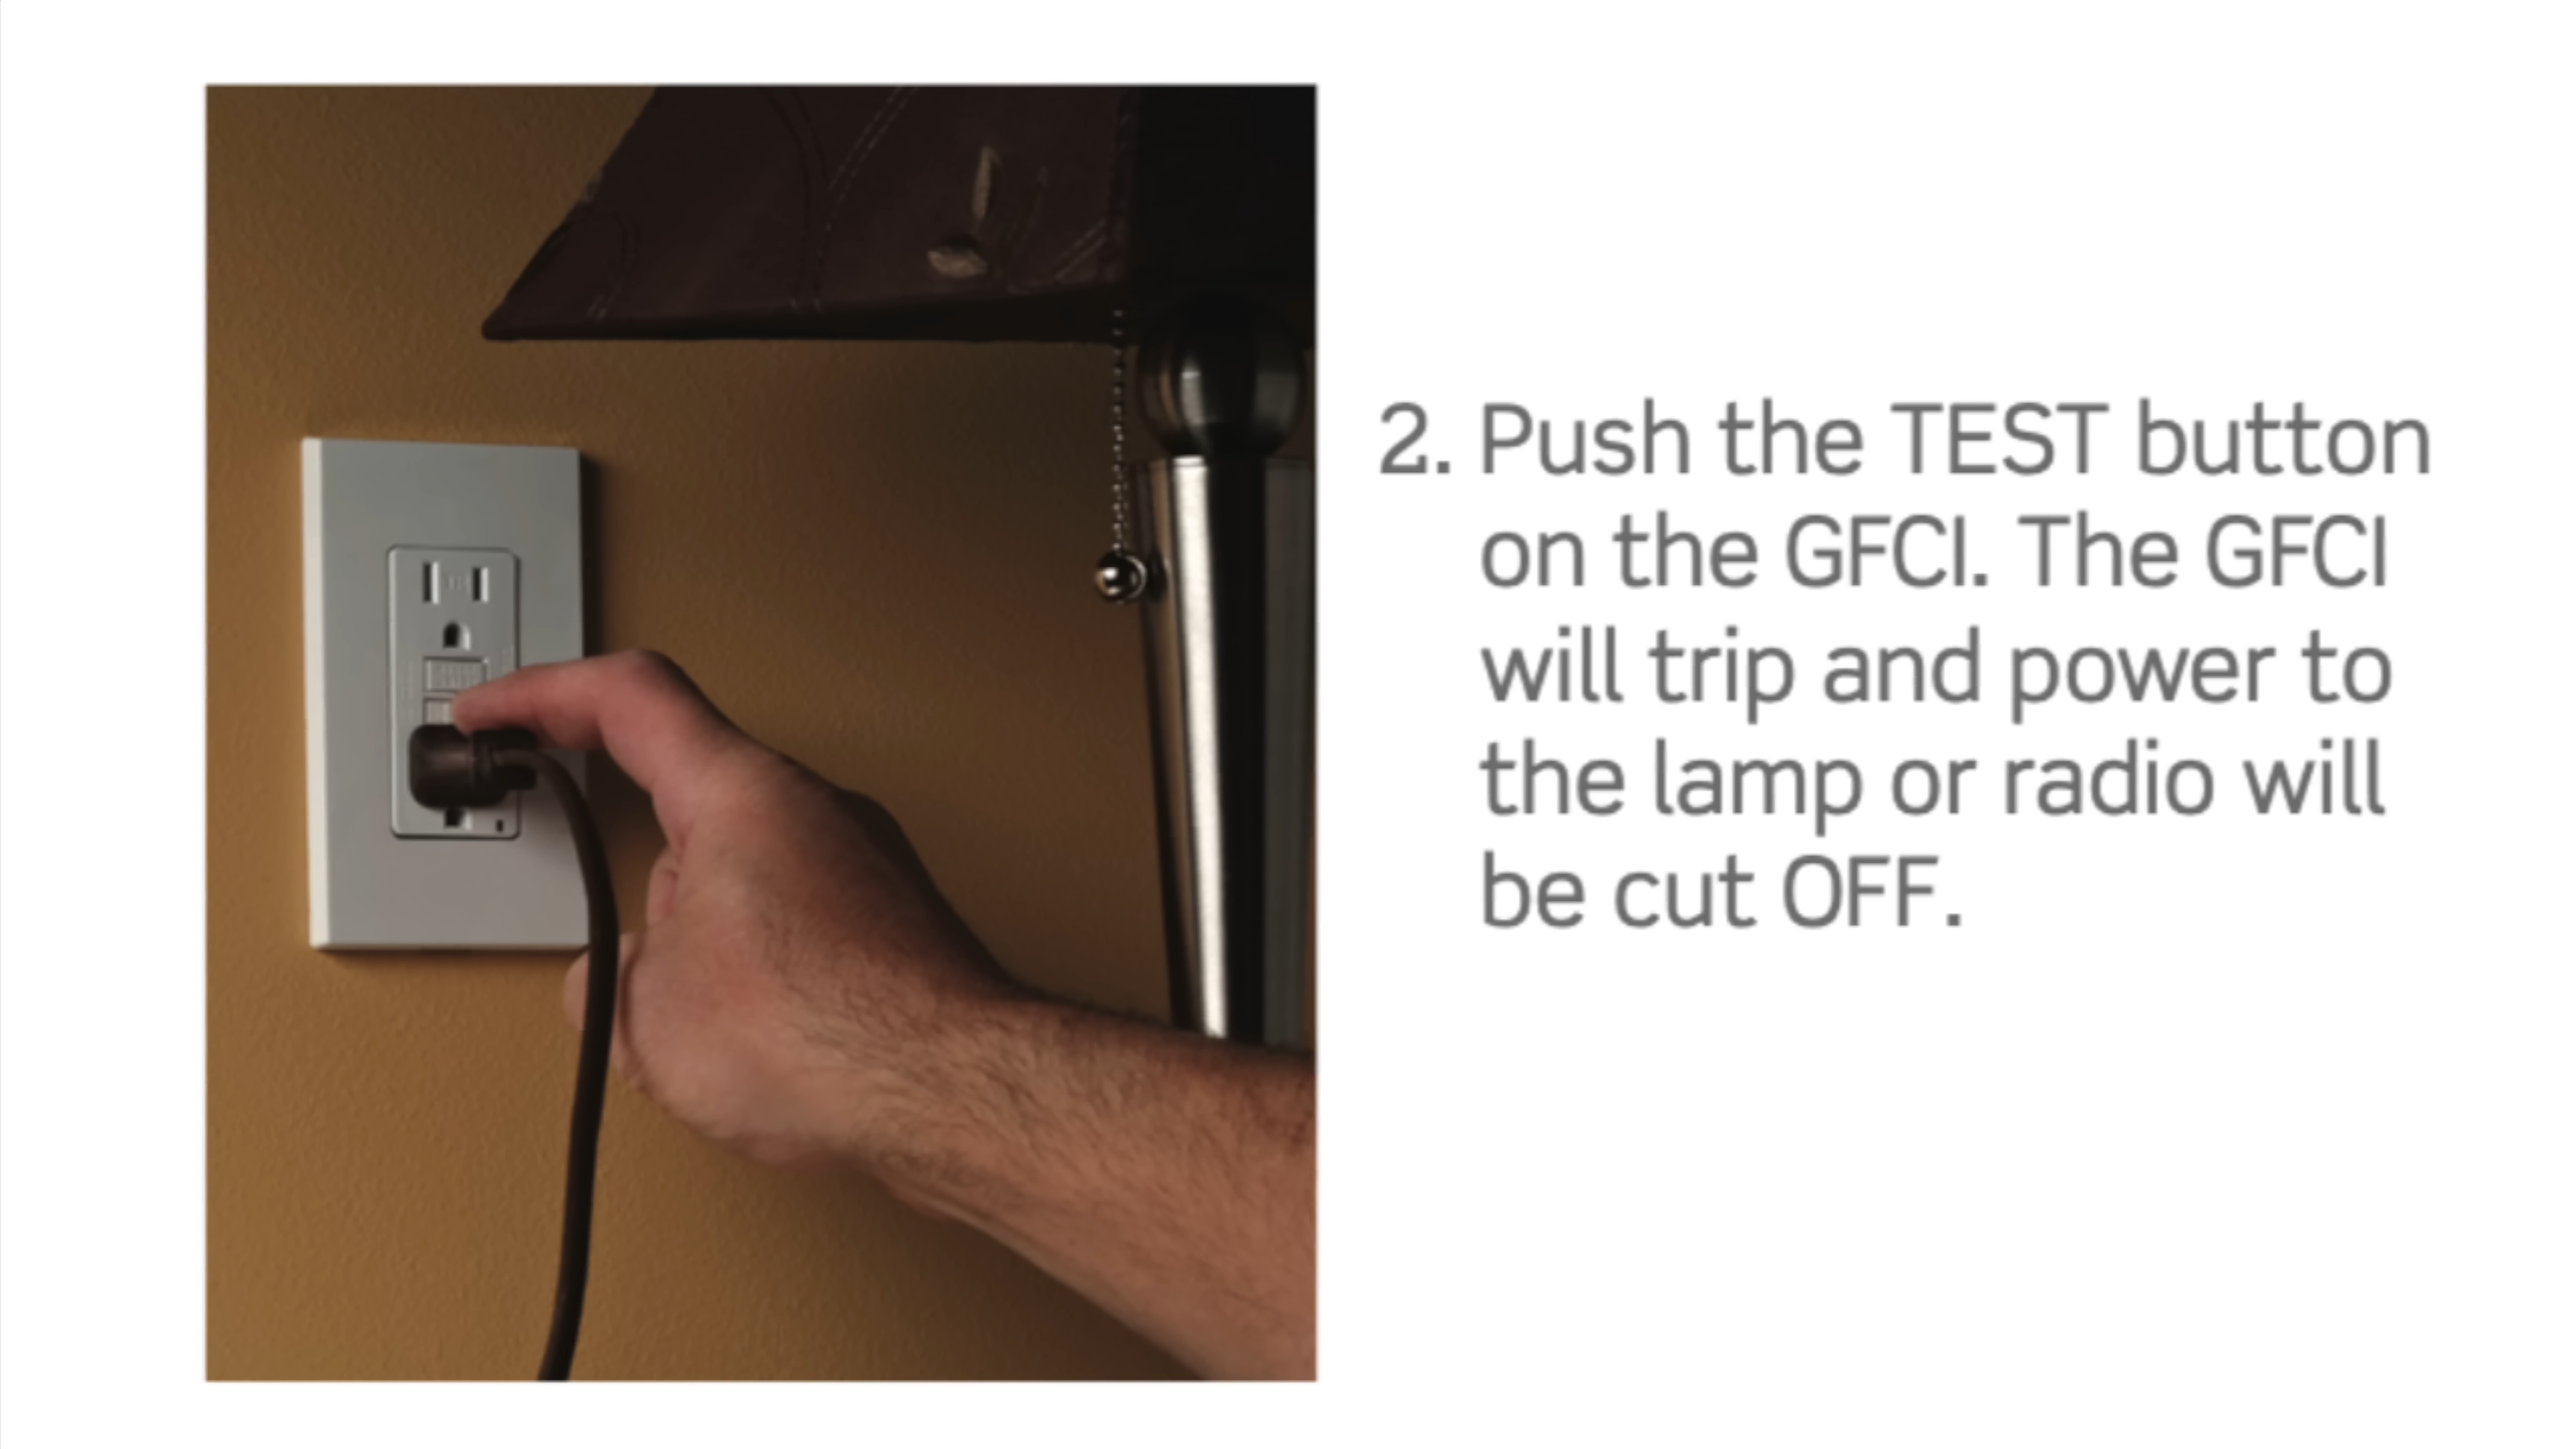 2. Push the TEST button
on the GFCI. The GFCI
will trip and power to
the lamp or radio will
be cut OFF.